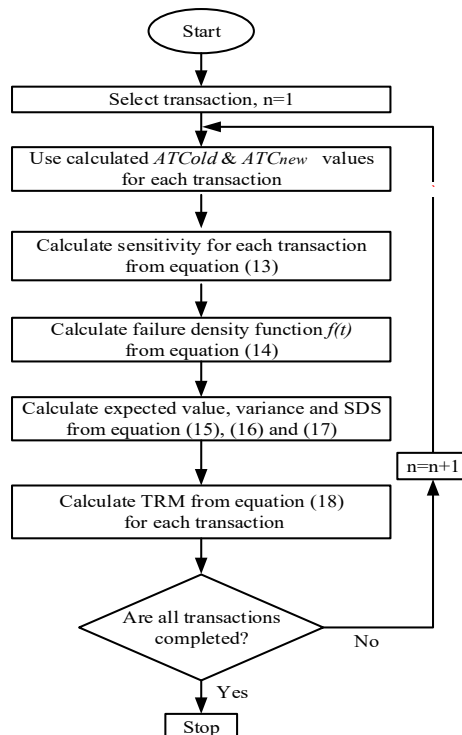 Start
Select transaction, n=1
Use calculated ATCold & ATCnew values
for each transaction
Calculate sensitivity for each transaction
from equation (13)
Calculate failure density function f(t)
from equation (14)
Calculate expected value, variance and SDS
from equation (15), (16) and (17)
n=n+1
Calculate TRM from equation (18)
for each transaction
Are all transactions
completed?
No
Yes
Stop